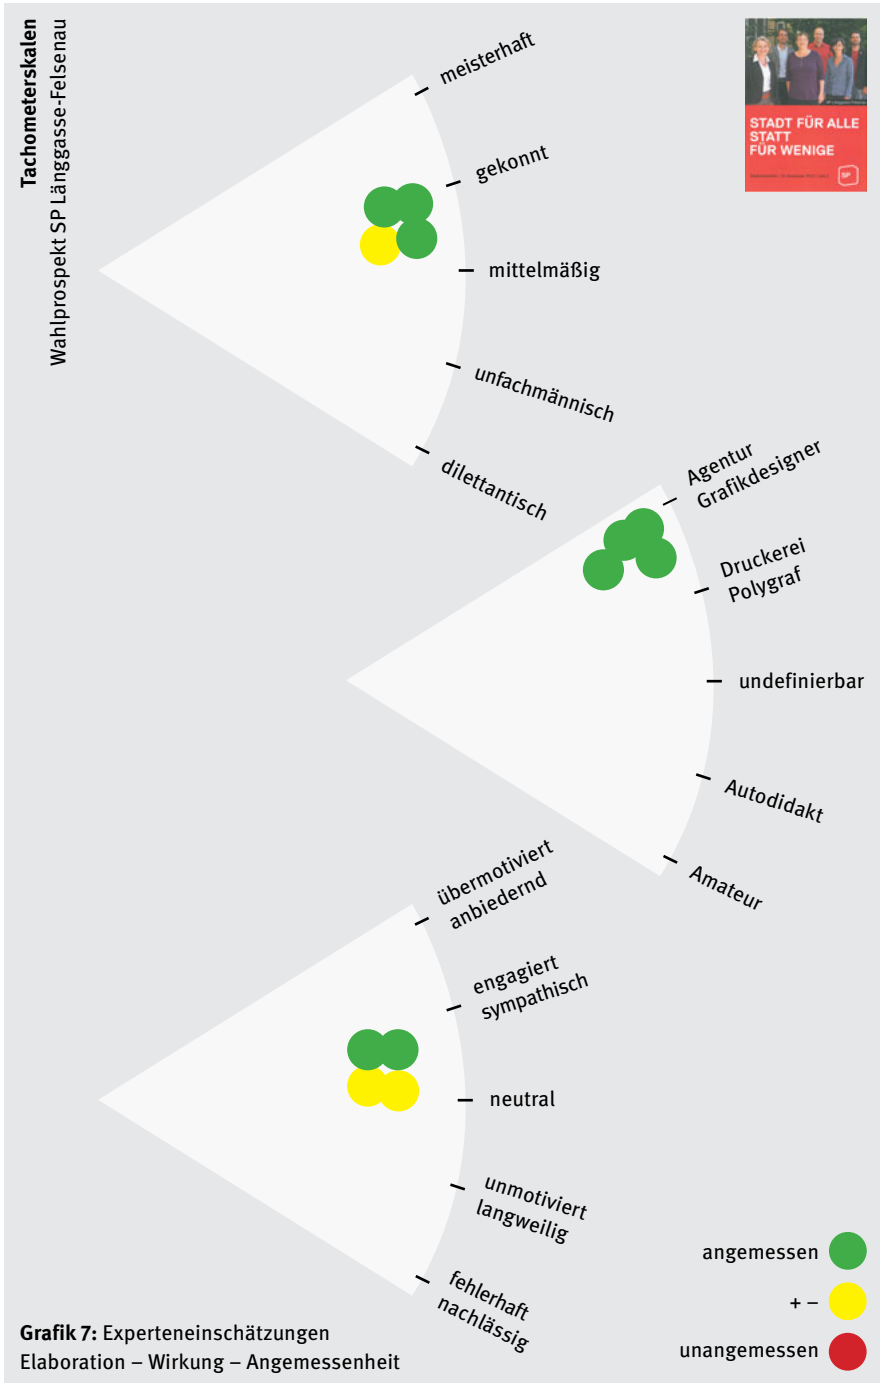 Tachometerskalen
Wahlprospekt SP Länggasse-Felsenau
STADT FÜR ALLE
STATT
FÜR WENIGE
SP
meisterhaft
gekonnt
mittelmäßig
unfachmännisch
dilettantisch
Agentur
Grafikdesigner
Druckerei
Polygraf
undefinierbar
Autodidakt
Amateur
übermotiviert
anbiedernd
engagiert
sympathisch
neutral
unmotiviert
langweilig
fehlerhaft
nachlässig
angemessen
+ –
unangemessen
Grafik 7: Experteneinschätzungen
Elaboration – Wirkung – Angemessenheit